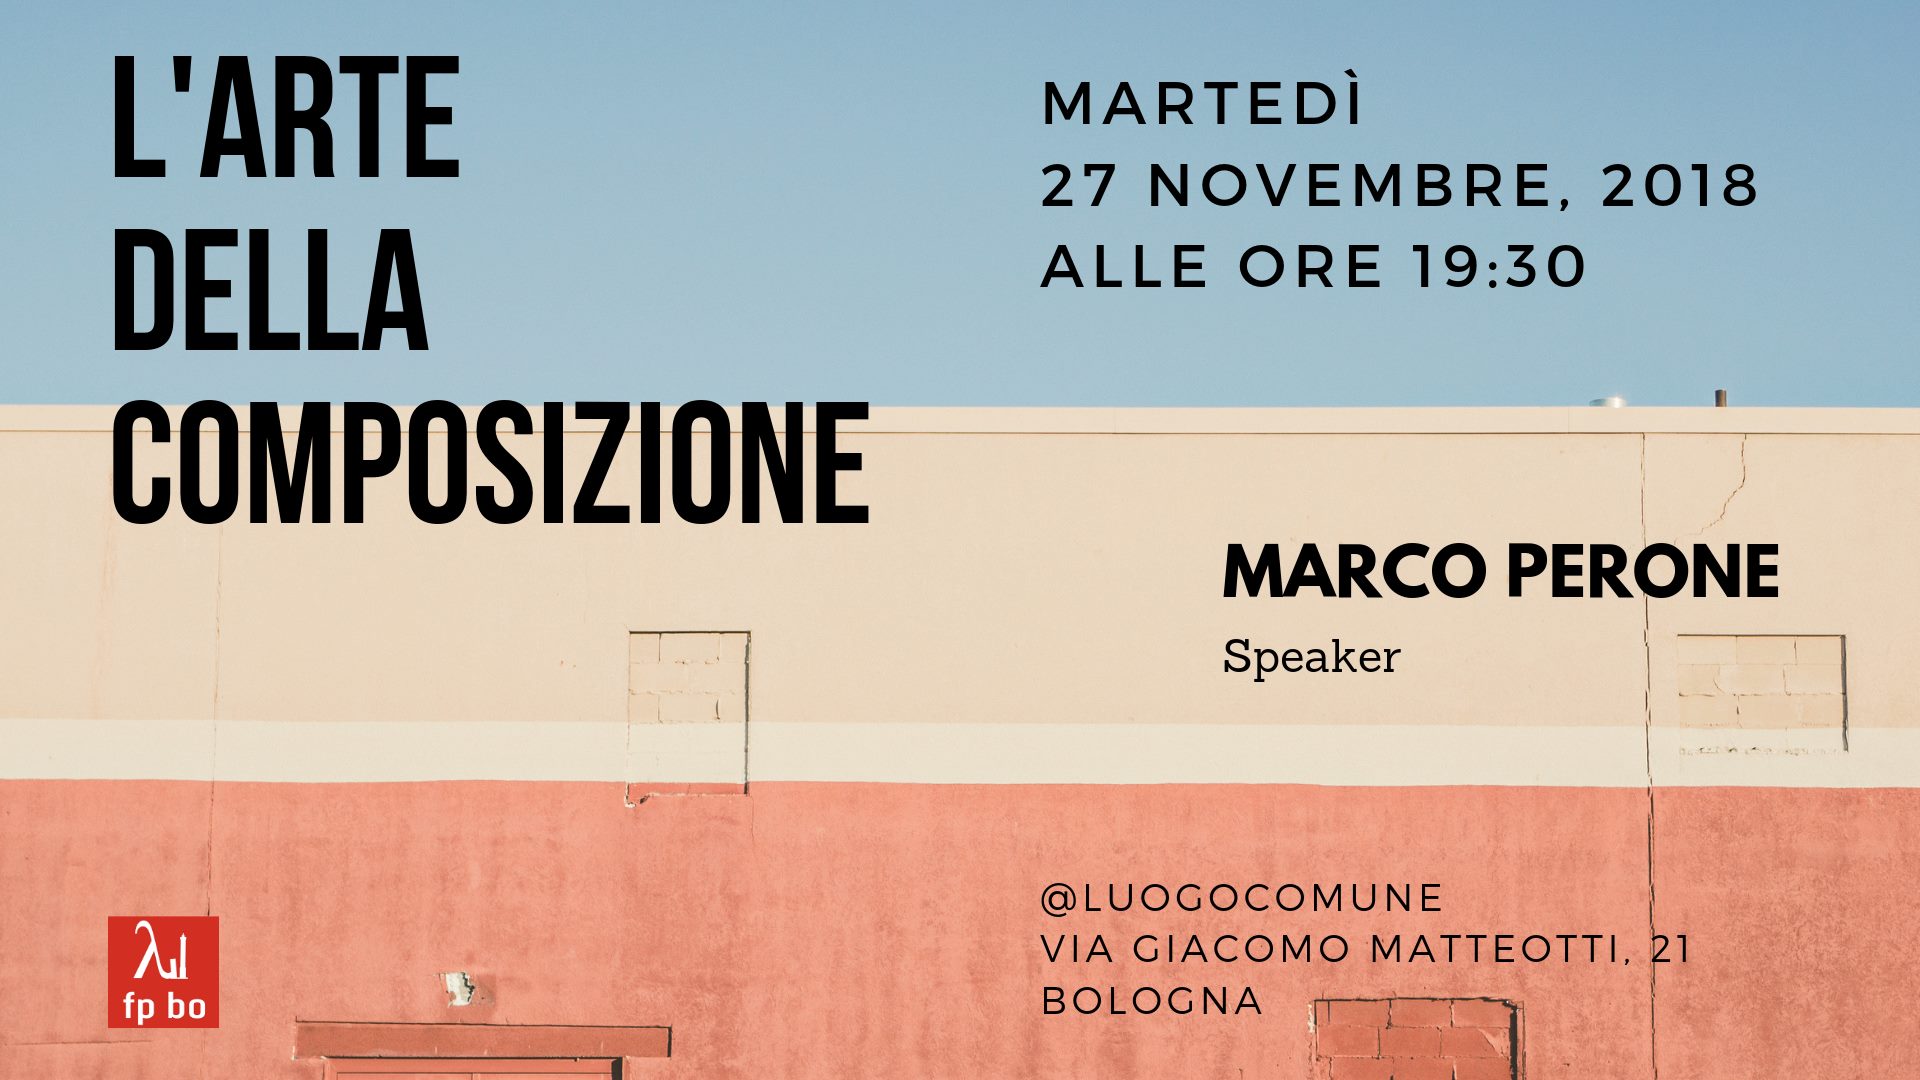 L'ARTE
DELLA
COMPOSIZIONE
MARTEDÌ
27 NOVEMBRE, 2018
ALLE ORE 19:30
MARCO PERONE
Speaker
@LUOGOCOMUNE
VIA GIACOMO MATTEOTTI, 21
BOLOGNA
λ
fp bo